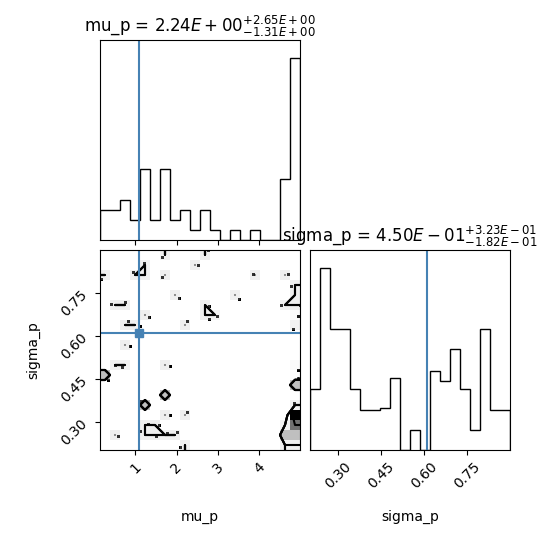 mu_p = 2.24E + 00 +2.65E+00 −1.31E+00
sigma_p = 4.50E − 01 +3.23E−01 −1.82E−01
0.75
0.60
0.45
0.30
sigma_p
1 2 3 4
0.30 0.45 0.60 0.75
mu_p
sigma_p